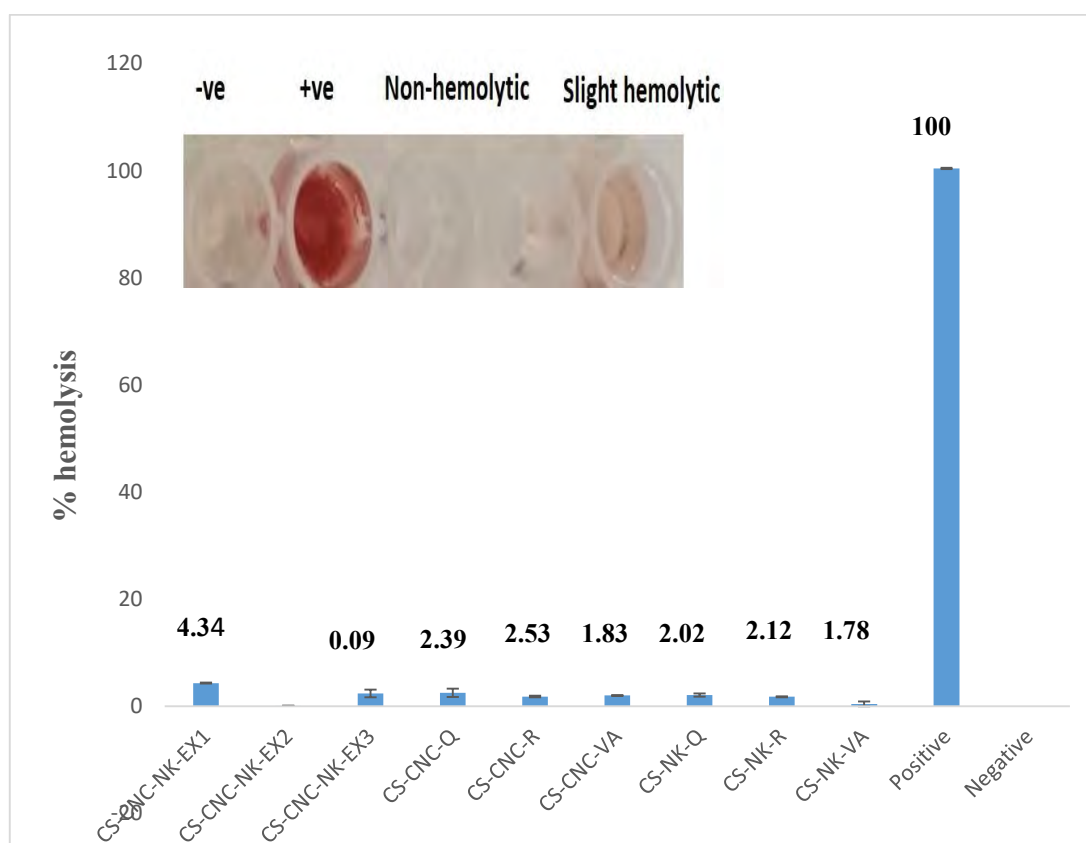 120
-ve +ve Non-hemolytic Slight hemolytic
100
100
80
60
% hemolysis
40
20
4.34 0.09 2.39 2.53 1.83 2.02 2.12 1.78
0
-20
CS-CNC-NK-EX1
CS-CNC-NK-EX2
CS-CNC-NK-EX3
CS-CNC-Q
CS-CNC-R
CS-CNC-VA
CS-NK-Q
CS-NK-R
CS-NK-VA
Positive
Negative